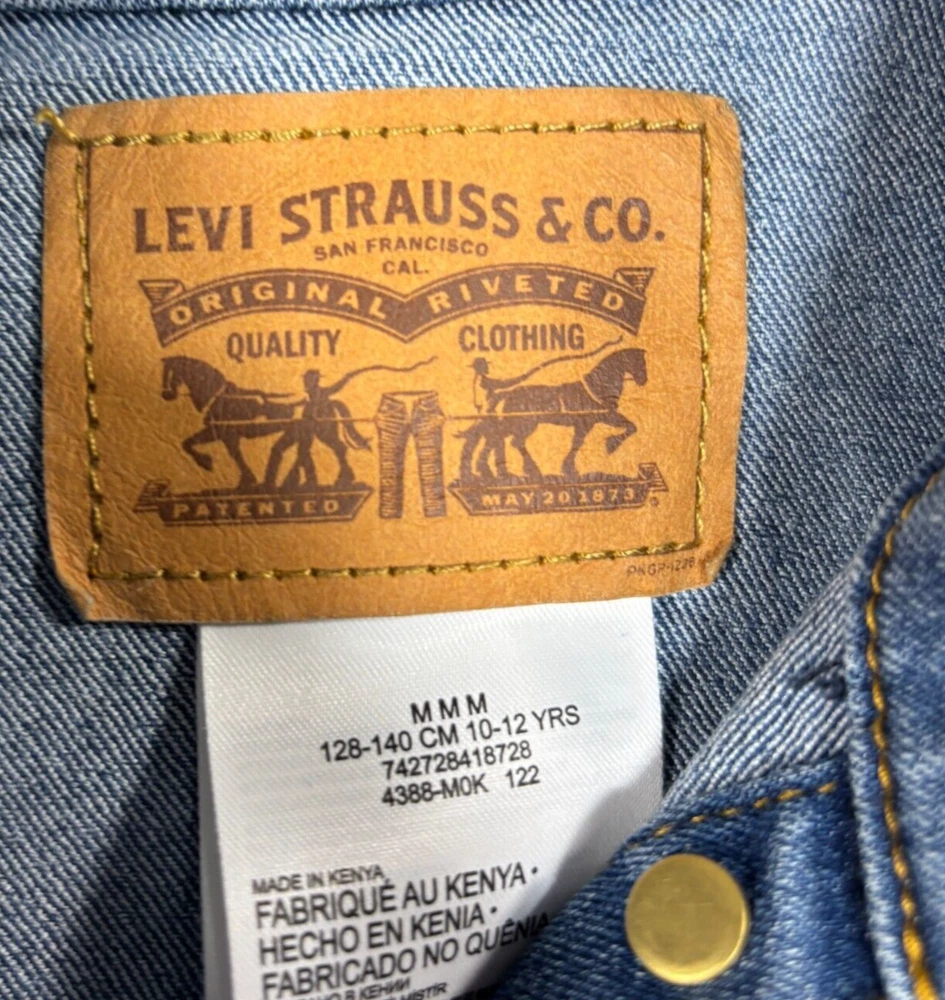 LEVI STRAUSS & CO.
SAN FRANCISCO
CAL.
ORIGINAL RIVETED
QUALITY CLOTHING
PATENTED MAY 20 1873
M M M
128-140 CM 10-12 YRS
742728418728
4388-M0K 122
MADE IN KENYA
FABRIQUÉ AU KENYA •
HECHO EN KENIA •
FABRICADO NO QUÊNIA